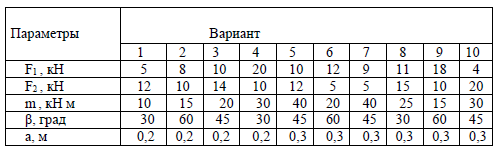 Параметры Вариант
1 2 3 4 5 6 7 8 9 10
F1 , кН 5 8 10 20 10 12 9 11 18 4
F2 , кН 12 10 14 10 12 5 5 15 10 20
m , кН м 10 15 20 30 40 20 40 25 15 30
β, град 30 60 45 30 45 60 45 30 60 45
а, м 0,2 0,2 0,2 0,2 0,3 0,3 0,3 0,3 0,3 0,3